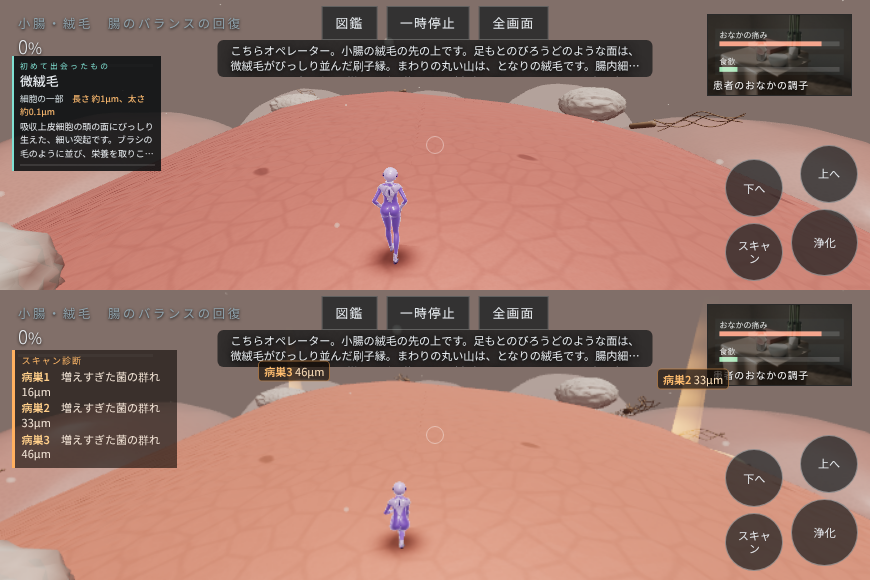 小腸・絨毛　腸のバランスの回復
0%
図鑑
一時停止
全画面
こちらオペレーター。小腸の絨毛の先の上です。足もとのびろうどのような面は、
微絨毛がびっしり並んだ刷子縁。まわりの丸い山は、となりの絨毛です。腸内細…
初めて出会ったもの
微絨毛
細胞の一部　長さ 約1μm、太さ
約0.1μm
吸収上皮細胞の頭の面にびっしり
生えた、細い突起です。ブラシの
毛のように並び、栄養を取りこ…
おなかの痛み
食欲
患者のおなかの調子
下へ
上へ
スキャ
ン
浄化
小腸・絨毛　腸のバランスの回復
0%
図鑑
一時停止
全画面
こちらオペレーター。小腸の絨毛の先の上です。足もとのびろうどのような面は、
微絨毛がびっしり並んだ刷子縁。まわりの丸い山は、となりの絨毛です。腸内細…
スキャン診断
病巣1　増えすぎた菌の群れ
16μm
病巣2　増えすぎた菌の群れ
33μm
病巣3　増えすぎた菌の群れ
46μm
病巣3 46μm
病巣2 33μm
おなかの痛み
食欲
患者のおなかの調子
下へ
上へ
スキャ
ン
浄化